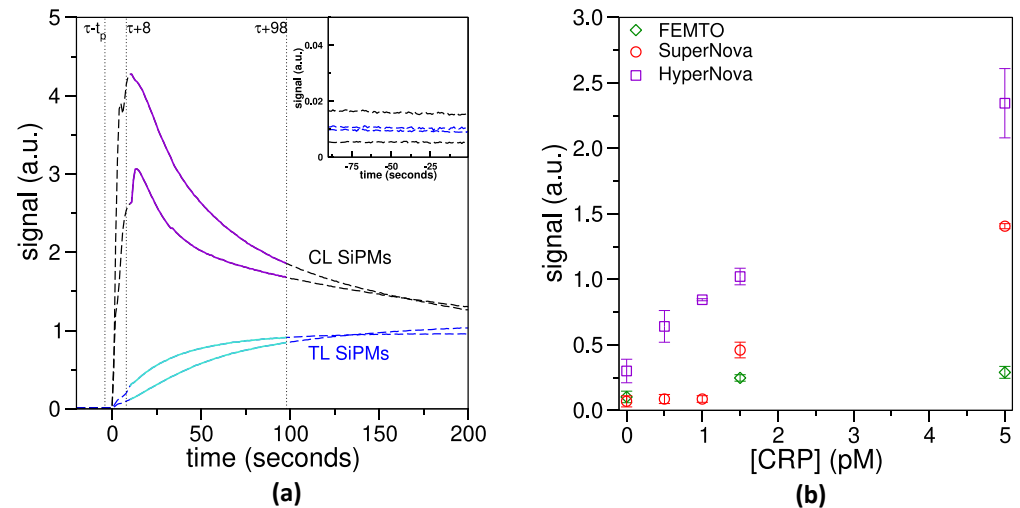 τ-tₚ
τ+8
τ+98
5
4
3
2
1
0
signal (a.u.)
0
50
100
150
200
time (seconds)
CL SiPMs
TL SiPMs
0.04
0.02
0
signal (a.u.)
-75
-50
-25
time (seconds)
(a)
3.0
2.5
2.0
1.5
1.0
0.5
0.0
signal (a.u.)
FEMTO
SuperNova
HyperNova
0
1
2
3
4
5
[CRP] (pM)
(b)